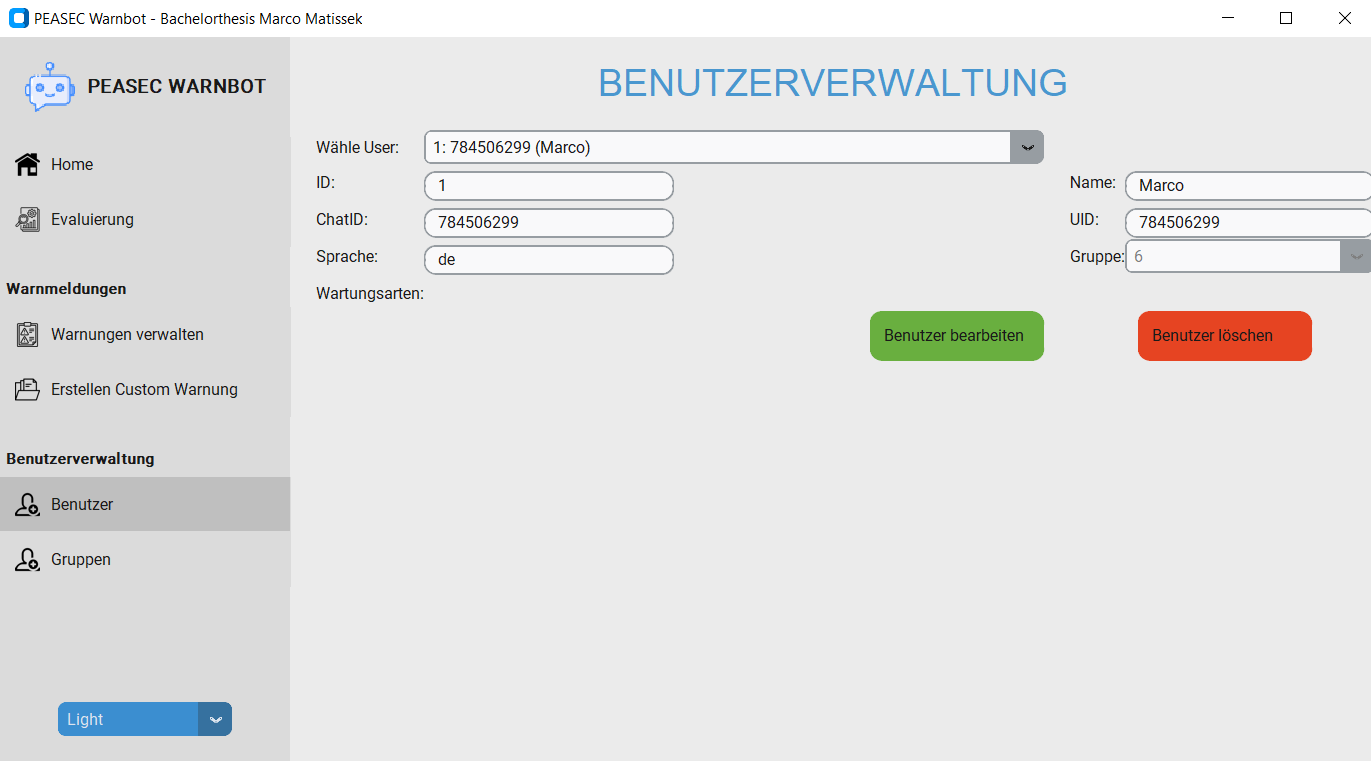 PEASEC Warnbot - Bachelorthesis Marco Matissek
PEASEC WARNBOT
Home
Evaluierung
Warnmeldungen
Warnungen verwalten
Erstellen Custom Warnung
Benutzerverwaltung
Benutzer
Gruppen
Light
BENUTZERVERWALTUNG
Wähle User: 1: 784506299 (Marco)
ID: 1 Name: Marco
ChatID: 784506299 UID: 784506299
Sprache: de Gruppe: 6
Wartungsarten:
Benutzer bearbeiten Benutzer löschen